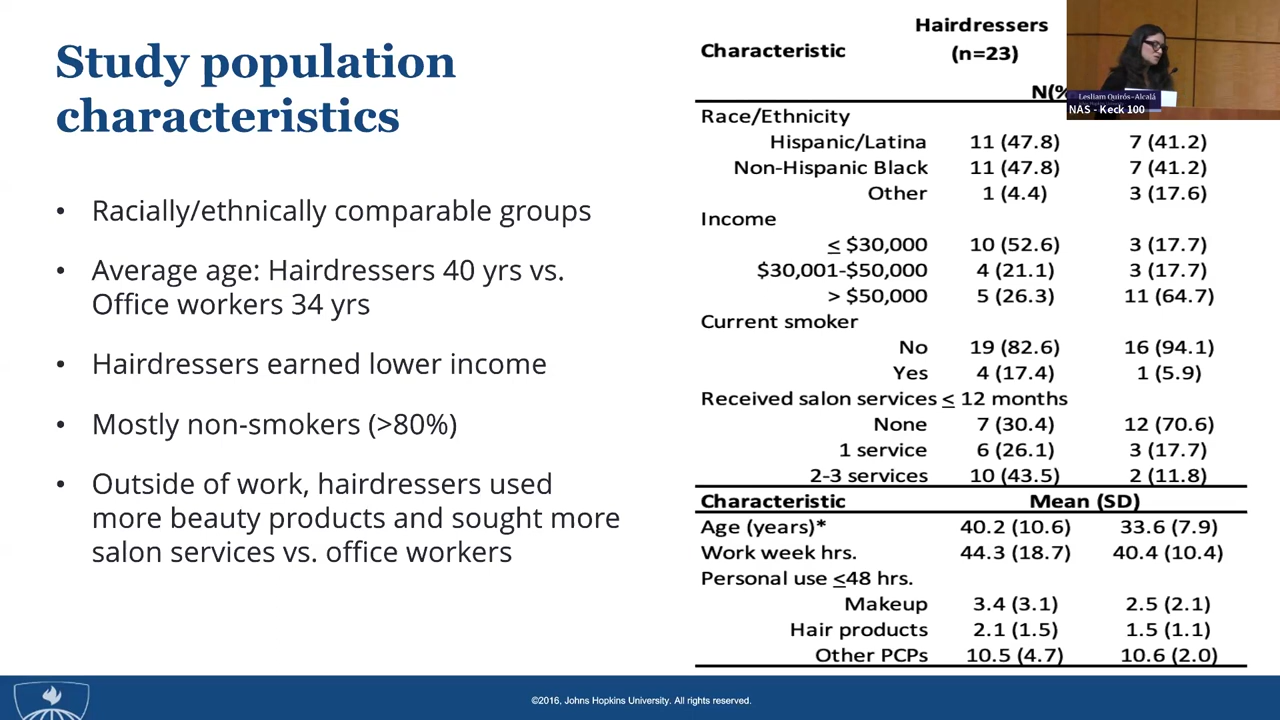 Study population
characteristics
• Racially/ethnically comparable groups
• Average age: Hairdressers 40 yrs vs.
Office workers 34 yrs
• Hairdressers earned lower income
• Mostly non-smokers (>80%)
• Outside of work, hairdressers used
more beauty products and sought more
salon services vs. office workers
Hairdressers
Characteristic (n=23)
N(%
Race/Ethnicity
Hispanic/Latina 11 (47.8) 7 (41.2)
Non-Hispanic Black 11 (47.8) 7 (41.2)
Other 1 (4.4) 3 (17.6)
Income
≤ $30,000 10 (52.6) 3 (17.7)
$30,001-$50,000 4 (21.1) 3 (17.7)
> $50,000 5 (26.3) 11 (64.7)
Current smoker
No 19 (82.6) 16 (94.1)
Yes 4 (17.4) 1 (5.9)
Received salon services ≤ 12 months
None 7 (30.4) 12 (70.6)
1 service 6 (26.1) 3 (17.7)
2-3 services 10 (43.5) 2 (11.8)
Characteristic Mean (SD)
Age (years)* 40.2 (10.6) 33.6 (7.9)
Work week hrs. 44.3 (18.7) 40.4 (10.4)
Personal use ≤48 hrs.
Makeup 3.4 (3.1) 2.5 (2.1)
Hair products 2.1 (1.5) 1.5 (1.1)
Other PCPs 10.5 (4.7) 10.6 (2.0)
Lesliam Quirós-Alcalá
NAS - Keck 100
©2016, Johns Hopkins University. All rights reserved.